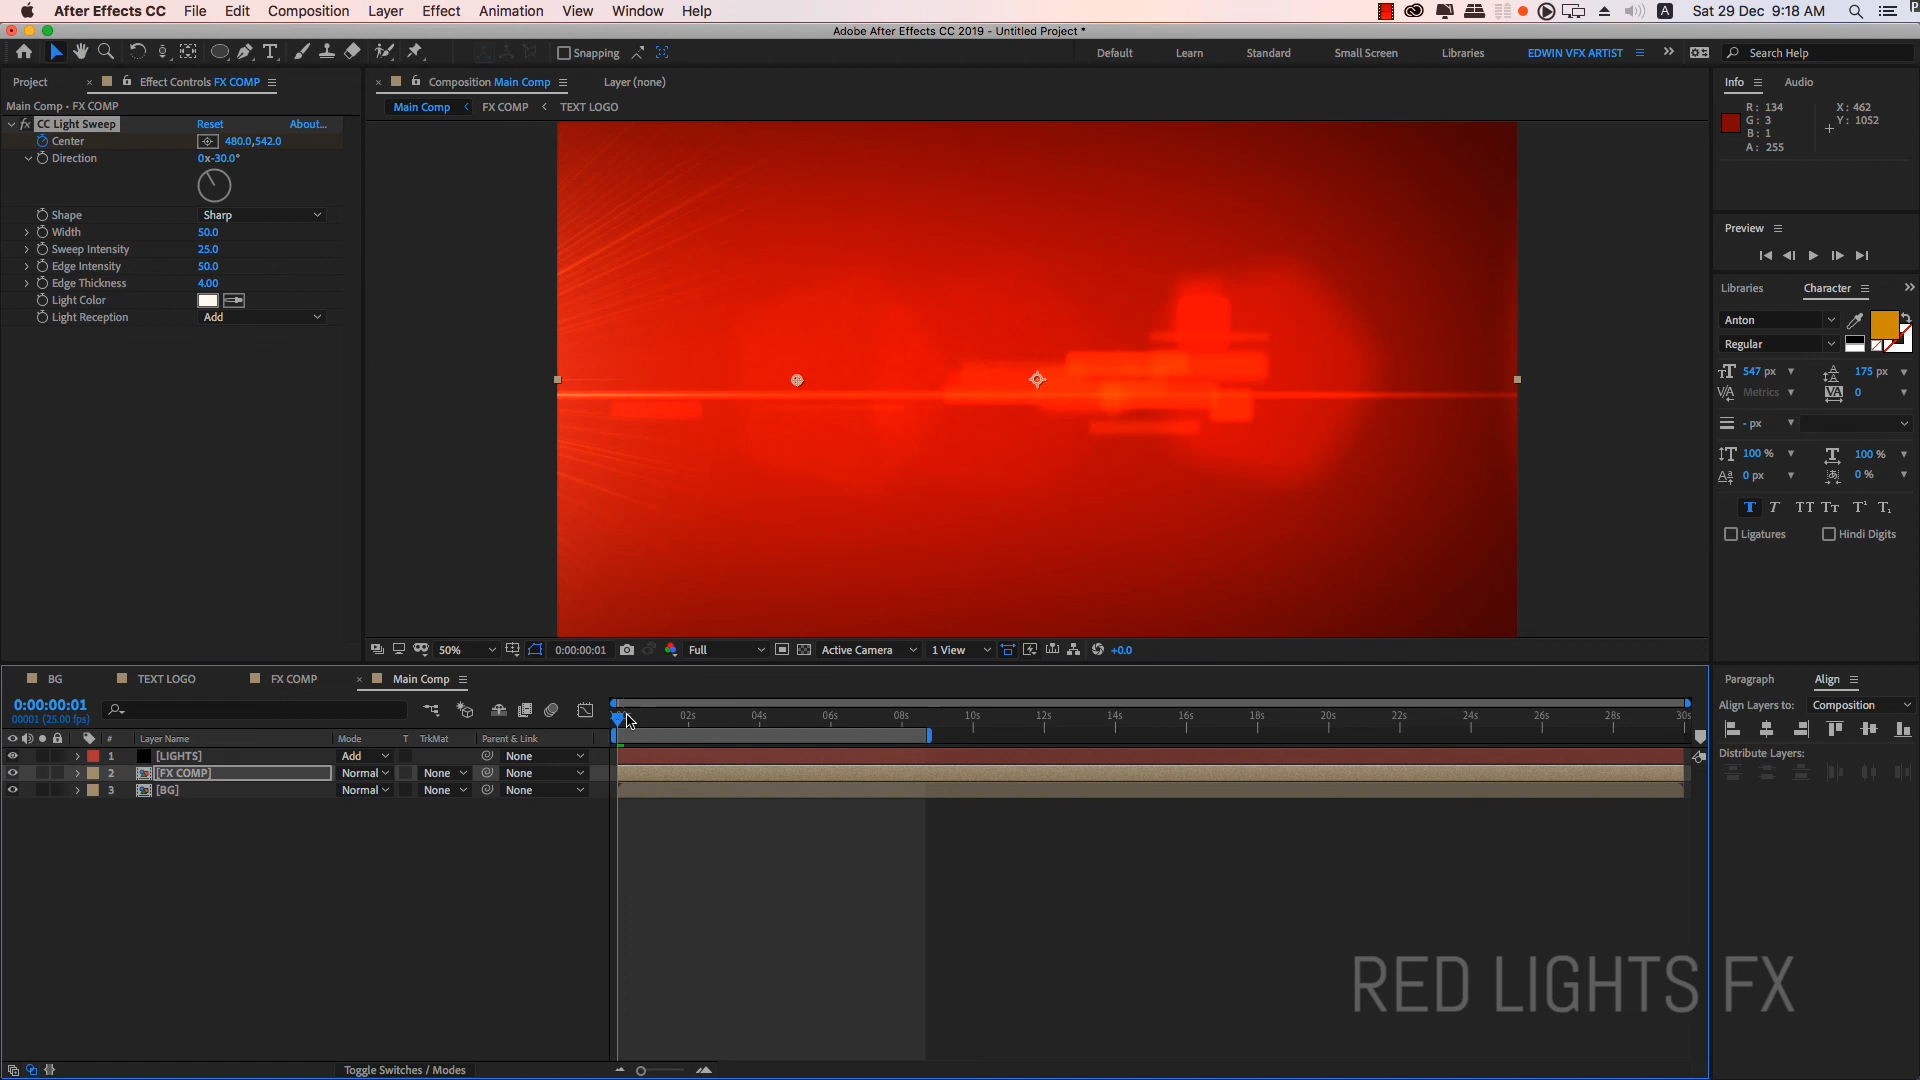 After Effects CC File Edit Composition Layer Effect Animation View Window Help A Sat 29 Dec 9:18 AM
Adobe After Effects CC 2019 - Untitled Project *
Snapping Default Learn Standard Small Screen Libraries EDWIN VFX ARTIST Search Help
Project Effect Controls FX COMP Composition Main Comp Layer (none) Info Audio
Main Comp • FX COMP Main Comp FX COMP TEXT LOGO
R: 134 X: 462
G: 3 Y: 1052
B: 1
A: 255
fx CC Light Sweep Reset About...
Center 480.0,542.0
Direction 0x-30.0°
Shape Sharp
Width 50.0
Sweep Intensity 25.0
Edge Intensity 50.0
Edge Thickness 4.00
Light Color
Light Reception Add
Preview
Libraries Character
Anton
Regular
547 px 175 px
Metrics 0
- px
100 % 100 %
0 px 0 %
T T TT Tt T¹ T₁
Ligatures Hindi Digits
50% 0:00:00:01 Full Active Camera 1 View +0.0
BG TEXT LOGO FX COMP Main Comp
0:00:00:01
00001 (25.00 fps)
02s 04s 06s 08s 10s 12s 14s 16s 18s 20s 22s 24s 26s 28s 30s
# Layer Name Mode T TrkMat Parent & Link
1 [LIGHTS] Add None
2 [FX COMP] Normal None None
3 [BG] Normal None None
Paragraph Align
Align Layers to: Composition
Distribute Layers:
RED LIGHTS FX
Toggle Switches / Modes